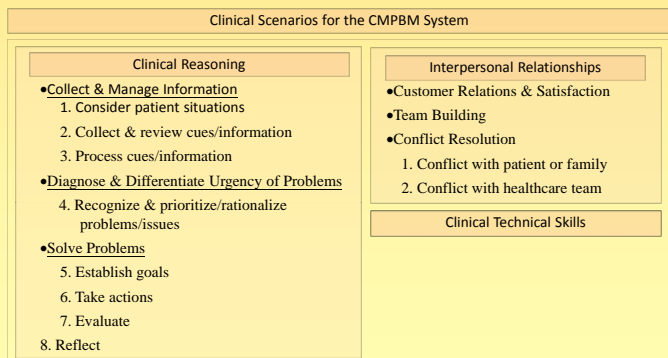 Clinical Scenarios for the CMPBM System
Clinical Reasoning
•Collect & Manage Information
1. Consider patient situations
2. Collect & review cues/information
3. Process cues/information
•Diagnose & Differentiate Urgency of Problems
4. Recognize & prioritize/rationalize
problems/issues
•Solve Problems
5. Establish goals
6. Take actions
7. Evaluate
8. Reflect
Interpersonal Relationships
•Customer Relations & Satisfaction
•Team Building
•Conflict Resolution
1. Conflict with patient or family
2. Conflict with healthcare team
Clinical Technical Skills